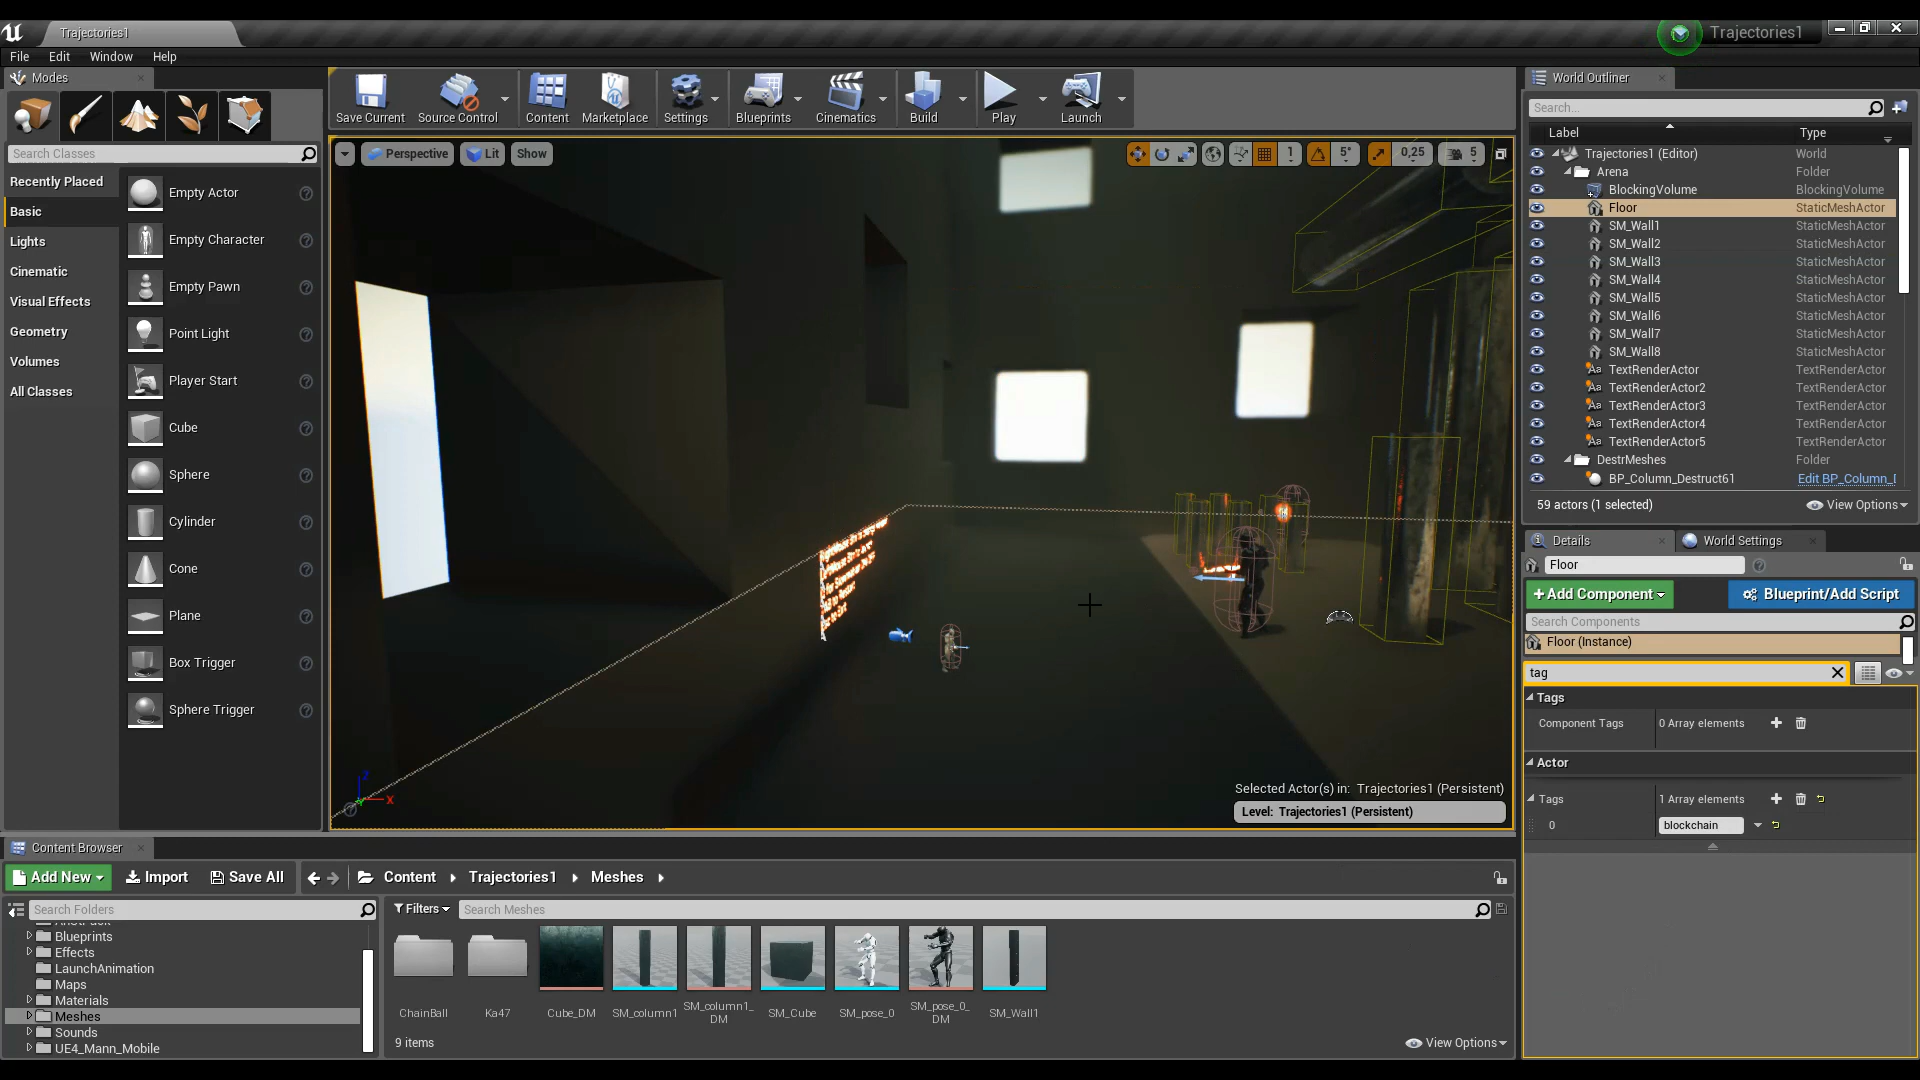 Trajectories1
Trajectories1
File Edit Window Help
Modes
Search Classes
Recently Placed
Basic
Lights
Cinematic
Visual Effects
Geometry
Volumes
All Classes
Empty Actor
Empty Character
Empty Pawn
Point Light
Player Start
Cube
Sphere
Cylinder
Cone
Plane
Box Trigger
Sphere Trigger
Save Current Source Control Content Marketplace Settings Blueprints Cinematics Build Play Launch
Perspective Lit Show
1 5° 0,25 5
Selected Actor(s) in: Trajectories1 (Persistent)
Level: Trajectories1 (Persistent)
World Outliner
Search...
Label Type
Trajectories1 (Editor) World
Arena Folder
BlockingVolume BlockingVolume
Floor StaticMeshActor
SM_Wall1 StaticMeshActor
SM_Wall2 StaticMeshActor
SM_Wall3 StaticMeshActor
SM_Wall4 StaticMeshActor
SM_Wall5 StaticMeshActor
SM_Wall6 StaticMeshActor
SM_Wall7 StaticMeshActor
SM_Wall8 StaticMeshActor
TextRenderActor TextRenderActor
TextRenderActor2 TextRenderActor
TextRenderActor3 TextRenderActor
TextRenderActor4 TextRenderActor
TextRenderActor5 TextRenderActor
DestrMeshes Folder
BP_Column_Destruct61 Edit BP_Column_
59 actors (1 selected) View Options
Details World Settings
Floor
+Add Component Blueprint/Add Script
Search Components
Floor (Instance)
tag
Tags
Component Tags 0 Array elements
Actor
Tags 1 Array elements
0 blockchain
Content Browser
Add New Import Save All Content Trajectories1 Meshes
Search Folders
Blueprints
Effects
LaunchAnimation
Maps
Materials
Meshes
Sounds
UE4_Mann_Mobile
Filters Search Meshes
ChainBall
Ka47
Cube_DM
SM_column1
SM_column1_
DM
SM_Cube
SM_pose_0
SM_pose_0_
DM
SM_Wall1
9 items View Options